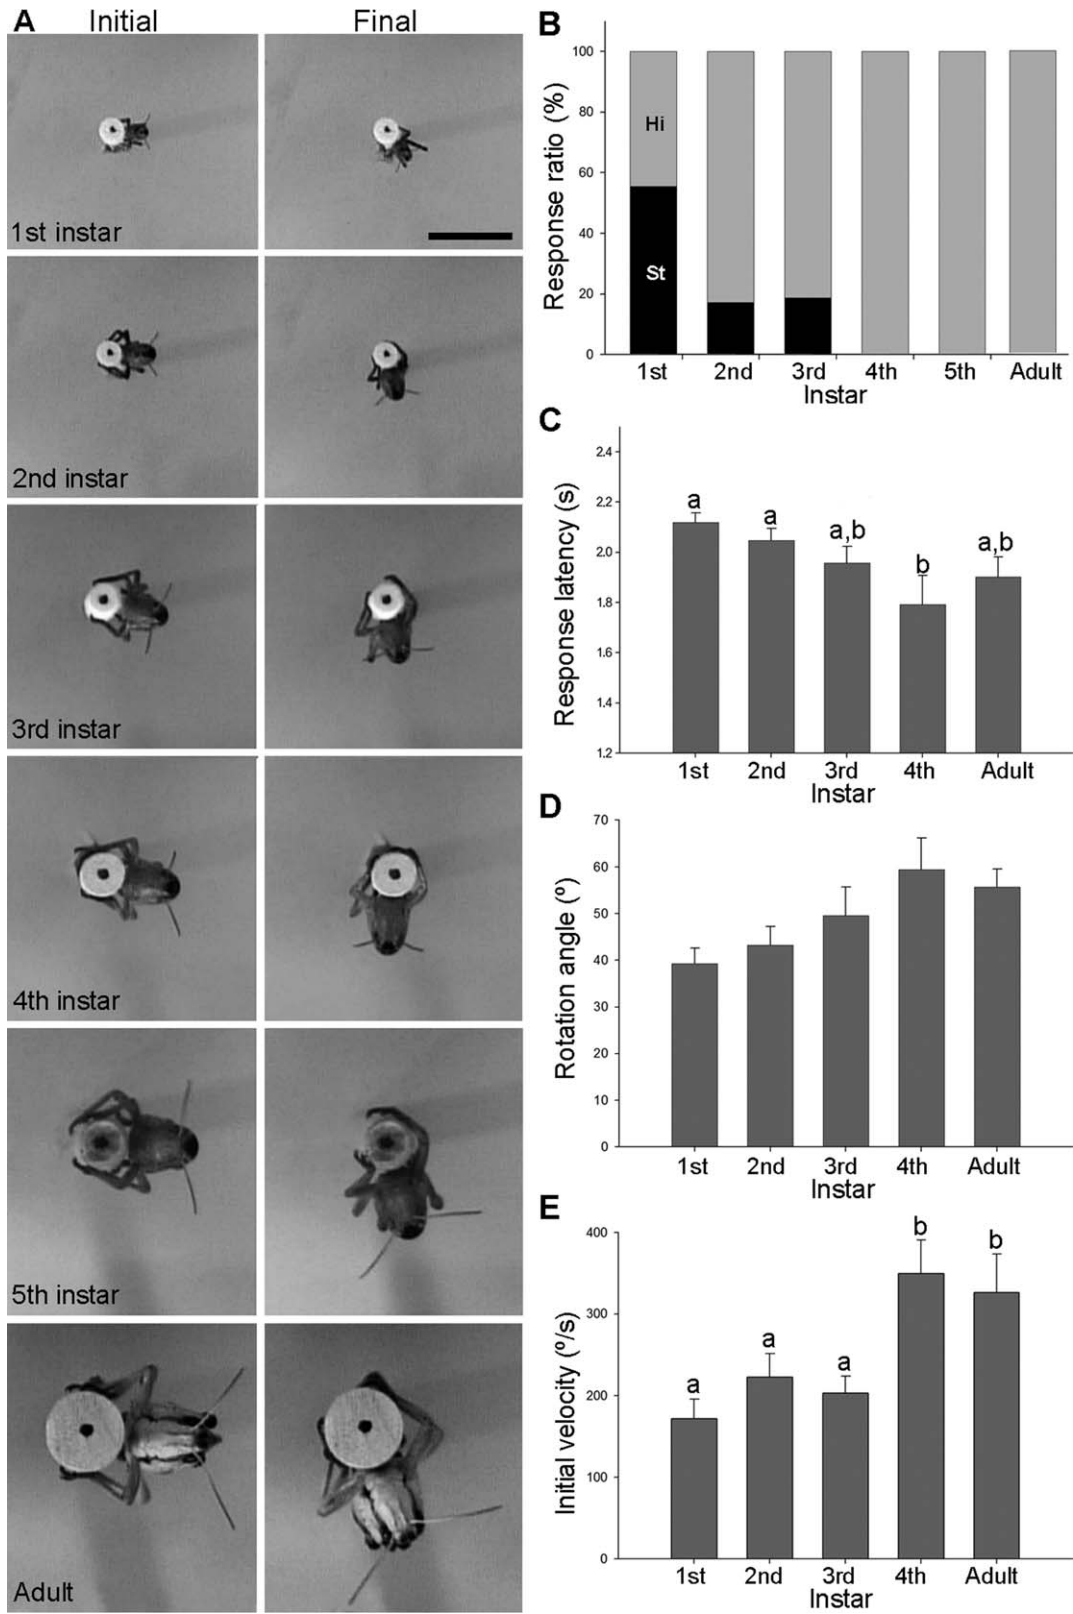 A Initial Final
1st instar
2nd instar
3rd instar
4th instar
5th instar
Adult
B
Response ratio (%)
100
80
60
40
20
0
Hi
St
1st 2nd 3rd 4th 5th Adult
Instar
C
Response latency (s)
2.4
2.2
2.0
1.8
1.6
1.4
1.2
a a a,b b a,b
1st 2nd 3rd 4th Adult
Instar
D
Rotation angle (º)
70
60
50
40
30
20
10
0
1st 2nd 3rd 4th Adult
Instar
E
Initial velocity (º/s)
400
300
200
100
0
a a a b b
1st 2nd 3rd 4th Adult
Instar